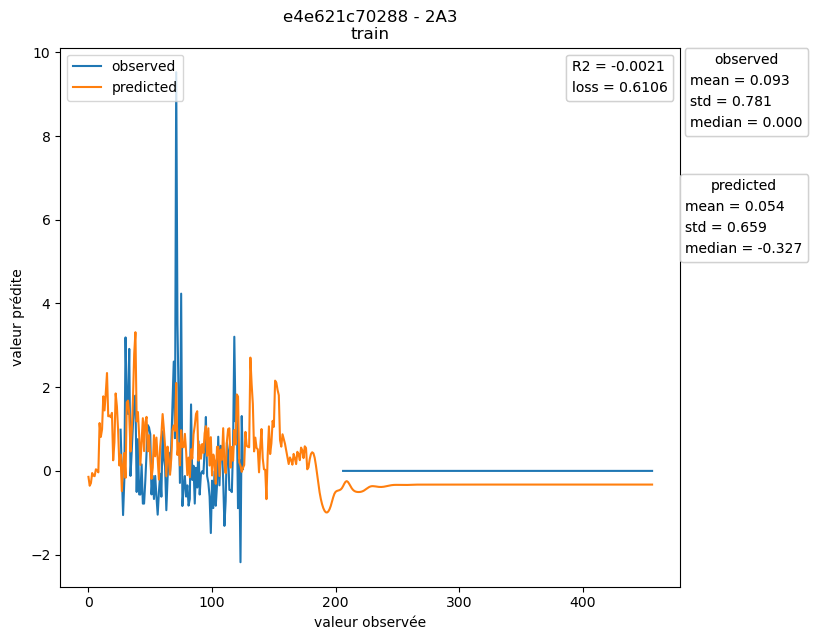 e4e621c70288 - 2A3
train
observed
predicted
R2 = -0.0021
loss = 0.6106
observed
mean = 0.093
std = 0.781
median = 0.000
predicted
mean = 0.054
std = 0.659
median = -0.327
10
8
6
4
2
0
−2
valeur prédite
0
100
200
300
400
valeur observée